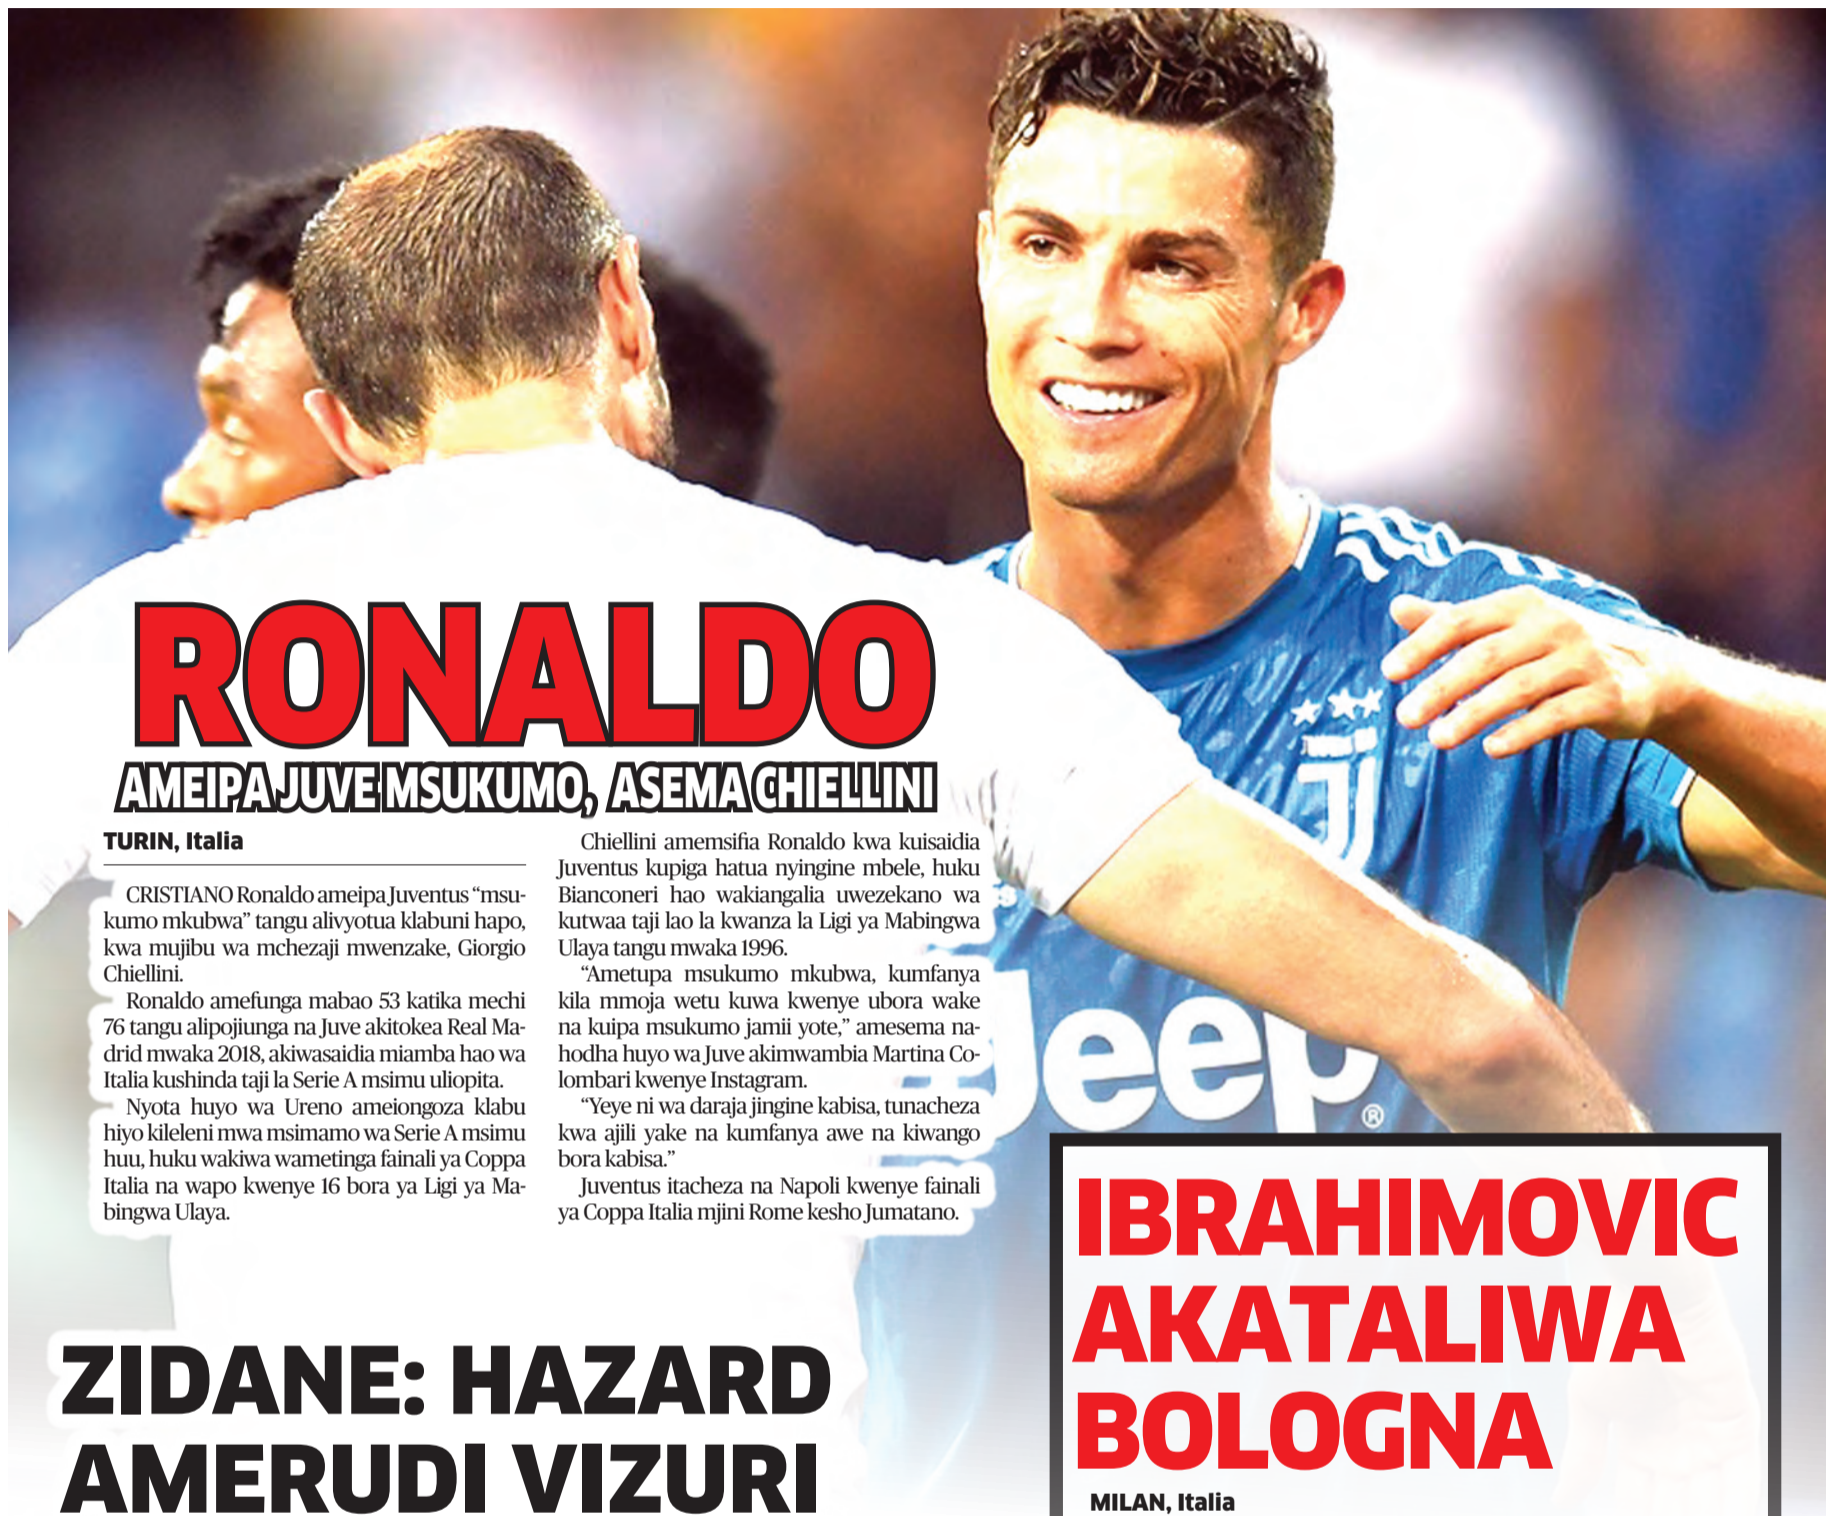 RONALDO
AMEIPA JUVE MSUKUMO, ASEMA CHIELLINI
TURIN, Italia
CRISTIANO Ronaldo ameipa Juventus “msu-
kumo mkubwa” tangu alivyotua klabuni hapo,
kwa mujibu wa mchezaji mwenzake, Giorgio
Chiellini.
Ronaldo amefunga mabao 53 katika mechi
76 tangu alipojiunga na Juve akitokea Real Ma-
drid mwaka 2018, akiwasaidia miamba hao wa
Italia kushinda taji la Serie A msimu uliopita.
Nyota huyo wa Ureno ameiongoza klabu
hiyo kileleni mwa msimamo wa Serie A msimu
huu, huku wakiwa wametinga fainali ya Coppa
Italia na wapo kwenye 16 bora ya Ligi ya Ma-
bingwa Ulaya.
Chiellini amemsifia Ronaldo kwa kuisaidia
Juventus kupiga hatua nyingine mbele, huku
Bianconeri hao wakiangalia uwezekano wa
kutwaa taji lao la kwanza la Ligi ya Mabingwa
Ulaya tangu mwaka 1996.
“Ametupa msukumo mkubwa, kumfanya
kila mmoja wetu kuwa kwenye ubora wake
na kuipa msukumo jamii yote,” amesema na-
hodha huyo wa Juve akimwambia Martina Co-
lombari kwenye Instagram.
“Yeye ni wa daraja jingine kabisa, tunacheza
kwa ajili yake na kumfanya awe na kiwango
bora kabisa.”
Juventus itacheza na Napoli kwenye fainali
ya Coppa Italia mjini Rome kesho Jumatano.
Jeep®
ZIDANE: HAZARD
AMERUDI VIZURI
IBRAHIMOVIC
AKATALIWA
BOLOGNA
MILAN, Italia